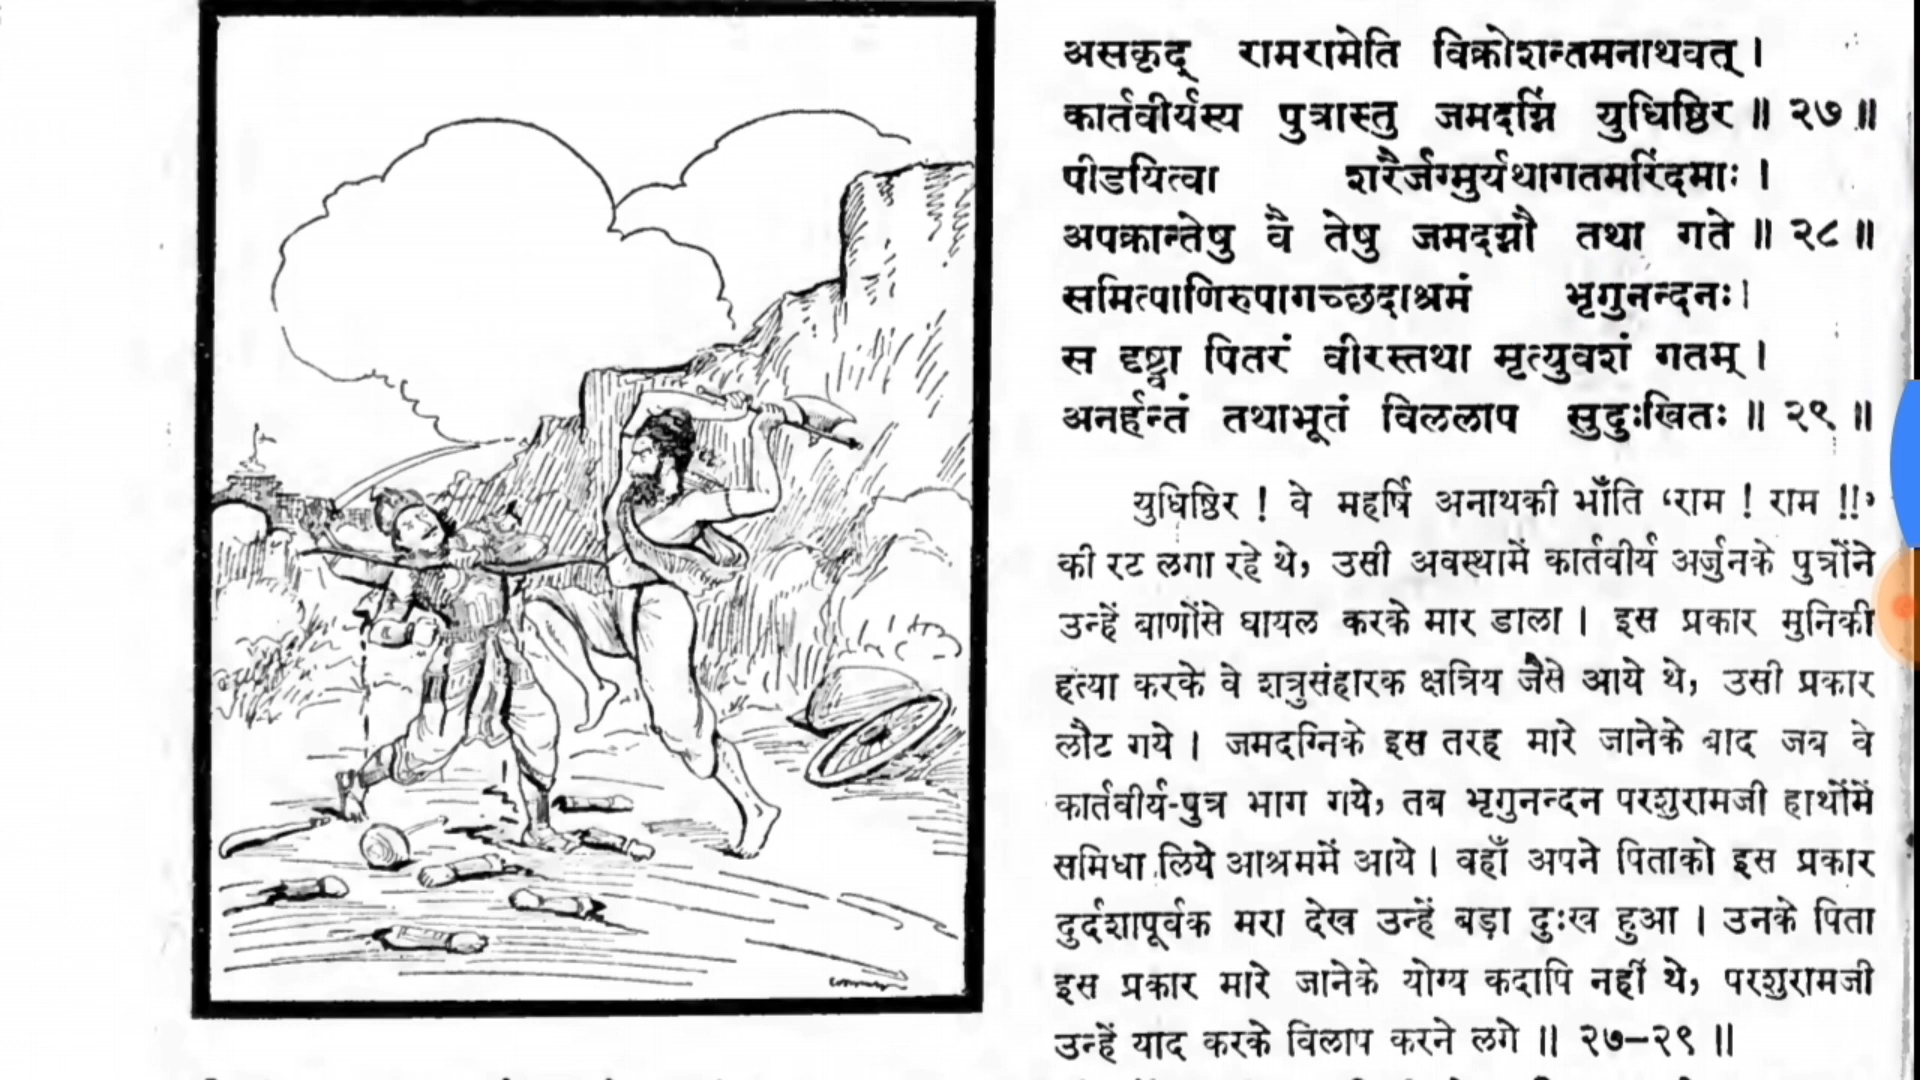 असकृद् रामरामेति विक्रोशन्तमनाथवत् ।
कार्तवीर्यस्य पुत्रास्तु जमदग्निं युधिष्ठिर ॥ २७ ॥
पीडयित्वा शरैर्जग्मुर्यथागतमरिंदमाः ।
अपक्रान्तेषु वै तेषु जमदग्नौ तथा गते ॥ २८ ॥
समित्पाणिरुपागच्छदाश्रमं भृगुनन्दनः ।
स दृष्ट्वा पितरं वीरस्तथा मृत्युवशं गतम् ।
अनर्हन्तं तथाभूतं विललाप सुदुःखितः ॥ २९ ॥
युधिष्ठिर ! वे महर्षि अनाथकी भाँति ‘राम ! राम !!’
की रट लगा रहे थे, उसी अवस्थामें कार्तवीर्य अर्जुनके पुत्रोंने
उन्हें बाणोंसे घायल करके मार डाला । इस प्रकार मुनिकी
हत्या करके वे शत्रुसंहारक क्षत्रिय जैसे आये थे, उसी प्रकार
लौट गये । जमदग्निके इस तरह मारे जानेके बाद जब वे
कार्तवीर्य-पुत्र भाग गये, तब भृगुनन्दन परशुरामजी हाथोंमें
समिधा लिये आश्रममें आये । वहाँ अपने पिताको इस प्रकार
दुर्दशापूर्वक मरा देख उन्हें बड़ा दुःख हुआ । उनके पिता
इस प्रकार मारे जानेके योग्य कदापि नहीं थे, परशुरामजी
उन्हें याद करके विलाप करने लगे ॥ २७–२९ ॥